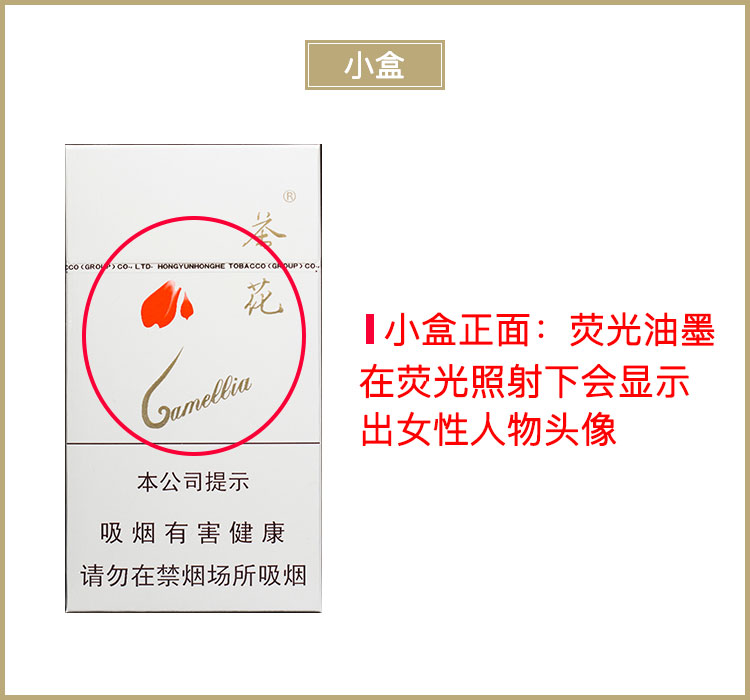 小盒
®
茶
CCO (GROUP) CO., LTD· HONGYUNHONGHE TOBACCO (GROUP) CO.,
花
Camellia
本公司提示
吸烟有害健康
请勿在禁烟场所吸烟
小盒正面：荧光油墨
在荧光照射下会显示
出女性人物头像